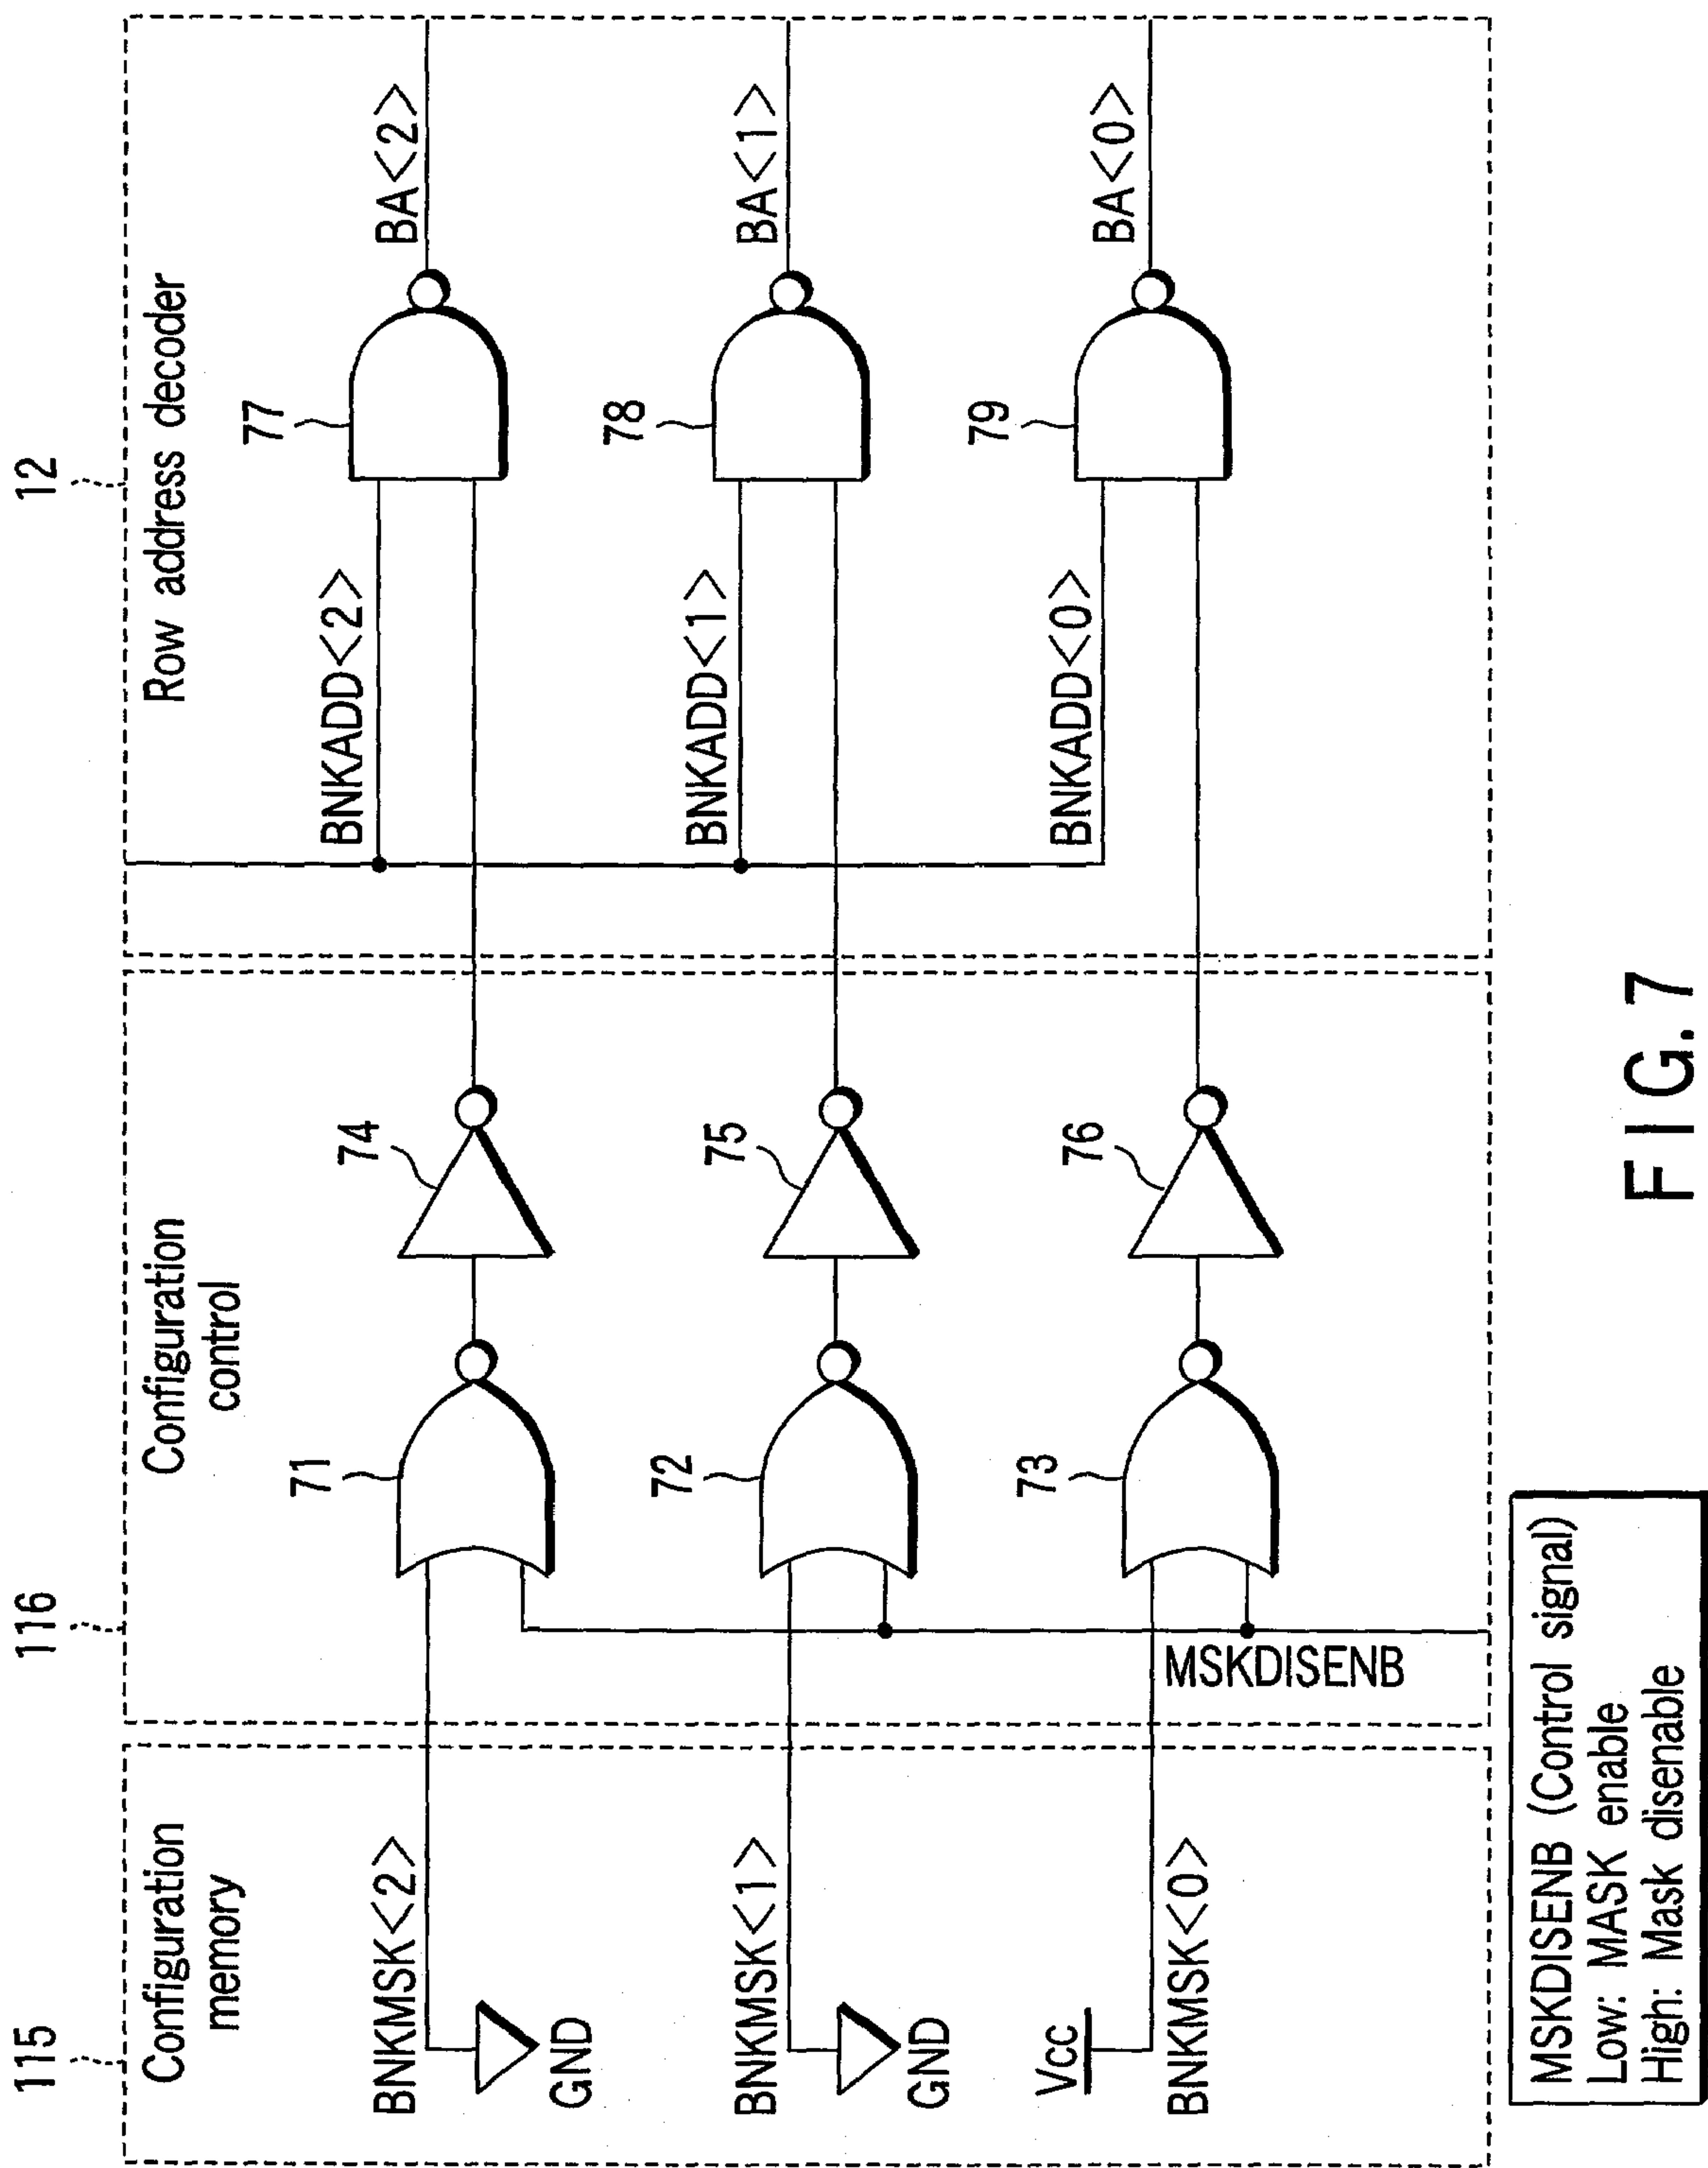 115
116
12
Configuration
memory
Configuration
control
Row address decoder
BNKMSK<2>
GND
71
74
BNKADD<2>
77
BA<2>
BNKMSK<1>
GND
72
75
BNKADD<1>
78
BA<1>
Vcc
BNKMSK<0>
MSKDISENB
73
76
BNKADD<0>
79
BA<0>
MSKDISENB (Control signal)
Low: MASK enable
High: Mask disenable
FIG. 7